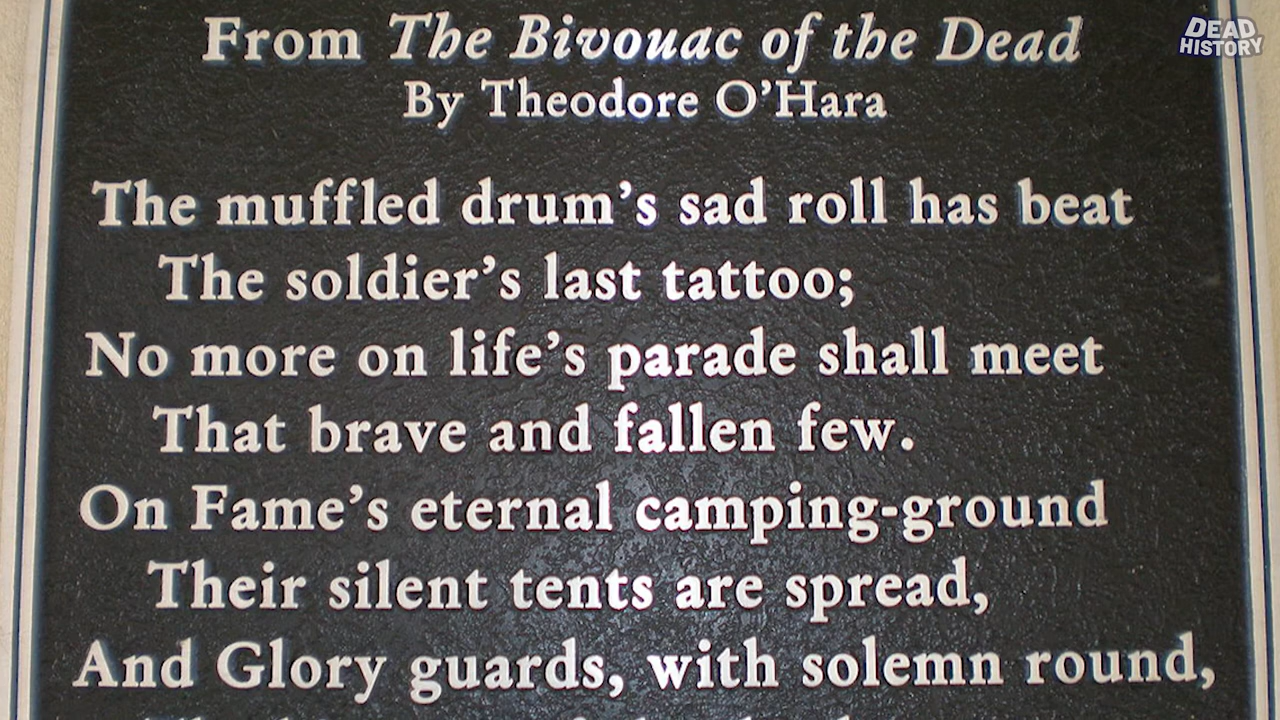 From The Bivouac of the Dead
By Theodore O'Hara
The muffled drum's sad roll has beat
The soldier's last tattoo;
No more on life's parade shall meet
That brave and fallen few.
On Fame's eternal camping-ground
Their silent tents are spread,
And Glory guards, with solemn round,
DEAD
HISTORY